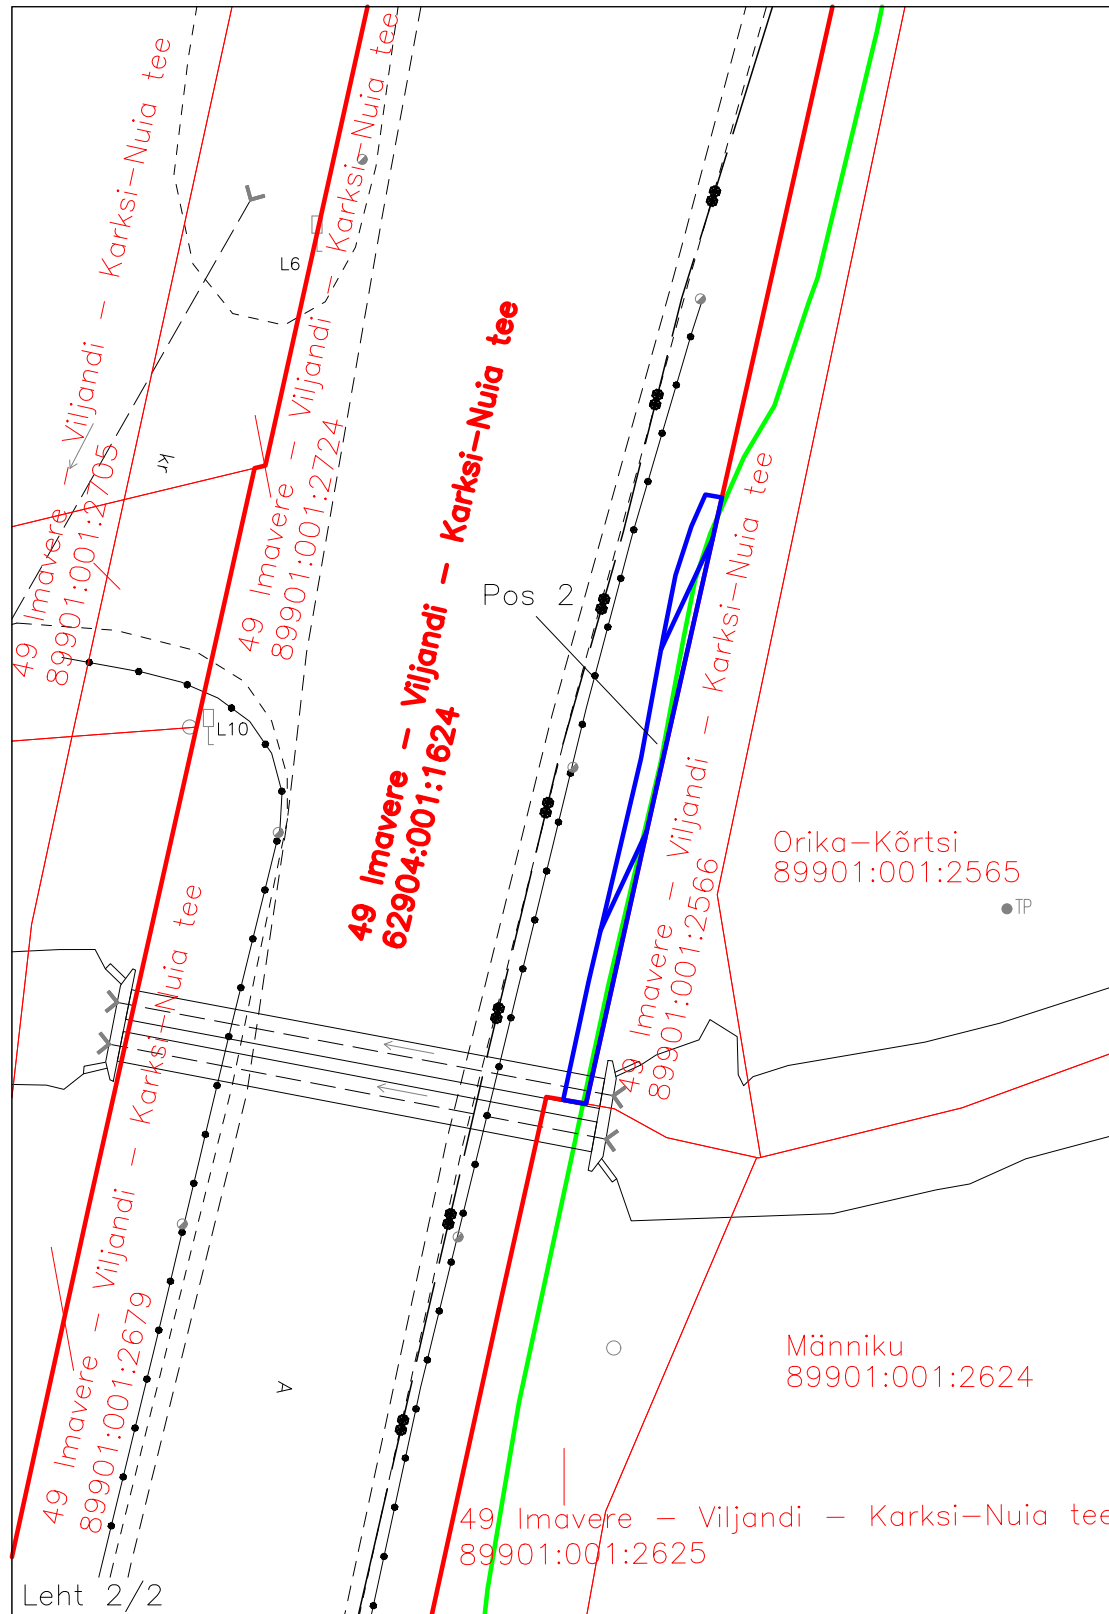 49 Imavere – Viljandi – Karksi–Nuia tee
89901:001:2705
49 Imavere – Viljandi – Karksi–Nuia tee
89901:001:2724
L6
kr
49 Imavere – Viljandi – Karksi–Nuia tee
62904:001:1624
Pos 2
49 Imavere – Viljandi – Karksi–Nuia tee
89901:001:2566
L10
Orika–Kõrtsi
89901:001:2565
TP
49 Imavere – Viljandi – Karksi–Nuia tee
89901:001:2679
A
Männiku
89901:001:2624
49 Imavere – Viljandi – Karksi–Nuia tee
89901:001:2625
Leht 2/2